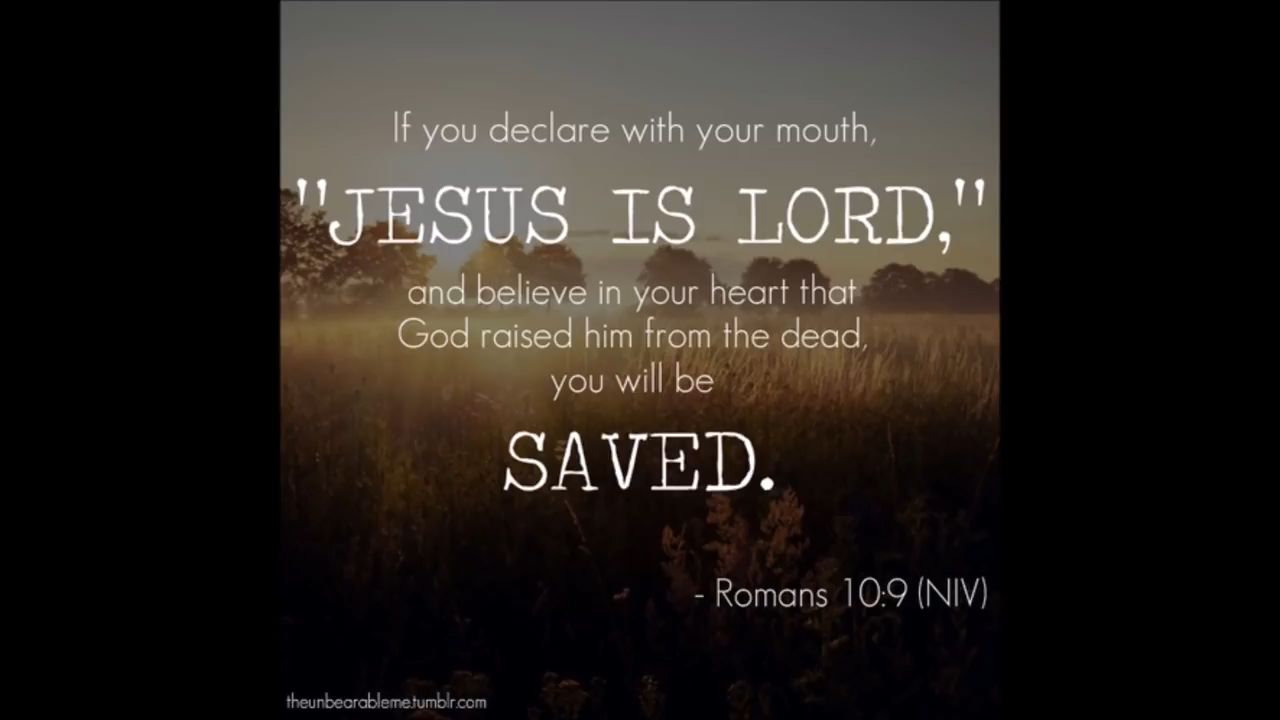 If you declare with your mouth,
"JESUS IS LORD,"
and believe in your heart that
God raised him from the dead,
you will be
SAVED.
- Romans 10:9 (NIV)
theunbearableme.tumblr.com